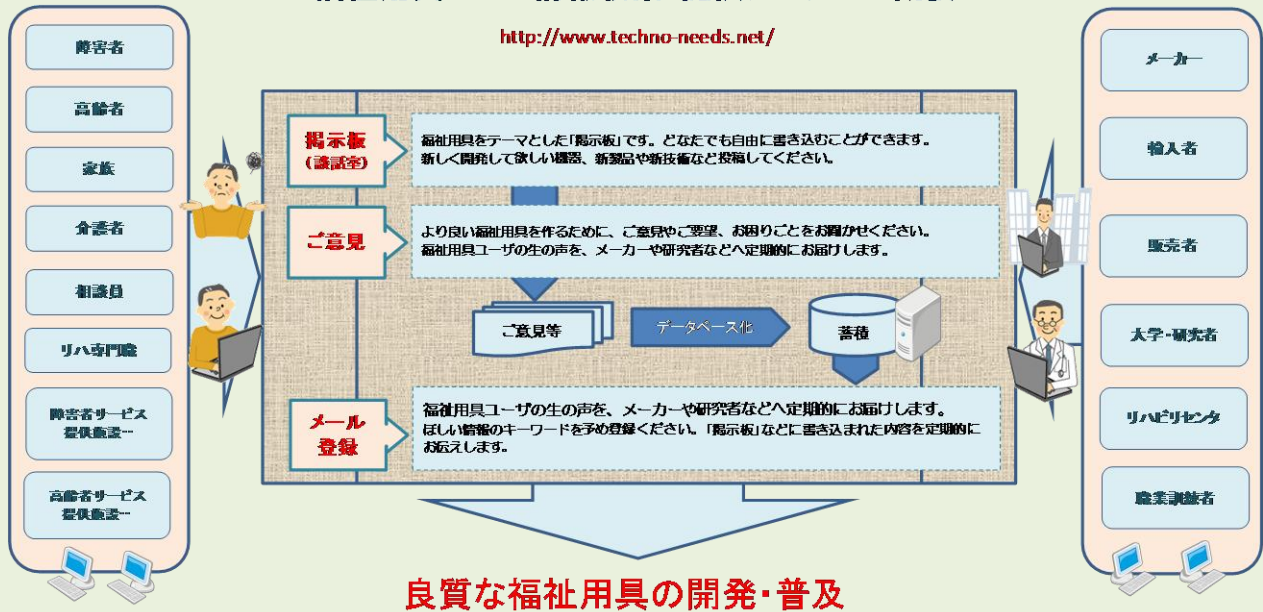 http://www.techno-needs.net/
障害者
高齢者
家族
介護者
相談員
リハ専門職
障害者サービス
提供施設…
高齢者サービス
提供施設…
掲示板
(談話室)
福祉用具をテーマとした「掲示板」です。どなたでも自由に書き込むことができます。
新しく開発して欲しい機器、新製品や新技術など投稿してください。
ご意見
より良い福祉用具を作るために、ご意見やご要望、お困りごとをお聞かせください。
福祉用具ユーザの生の声を、メーカーや研究者などへ定期的にお届けします。
ご意見等
データベース化
蓄積
メール
登録
福祉用具ユーザの生の声を、メーカーや研究者などへ定期的にお届けします。
ほしい情報のキーワードを予め登録ください。「掲示板」などに書き込まれた内容を定期的に
お伝えします。
メーカー
輸入者
販売者
大学・研究者
リハビリセンタ
職業訓練者
良質な福祉用具の開発・普及